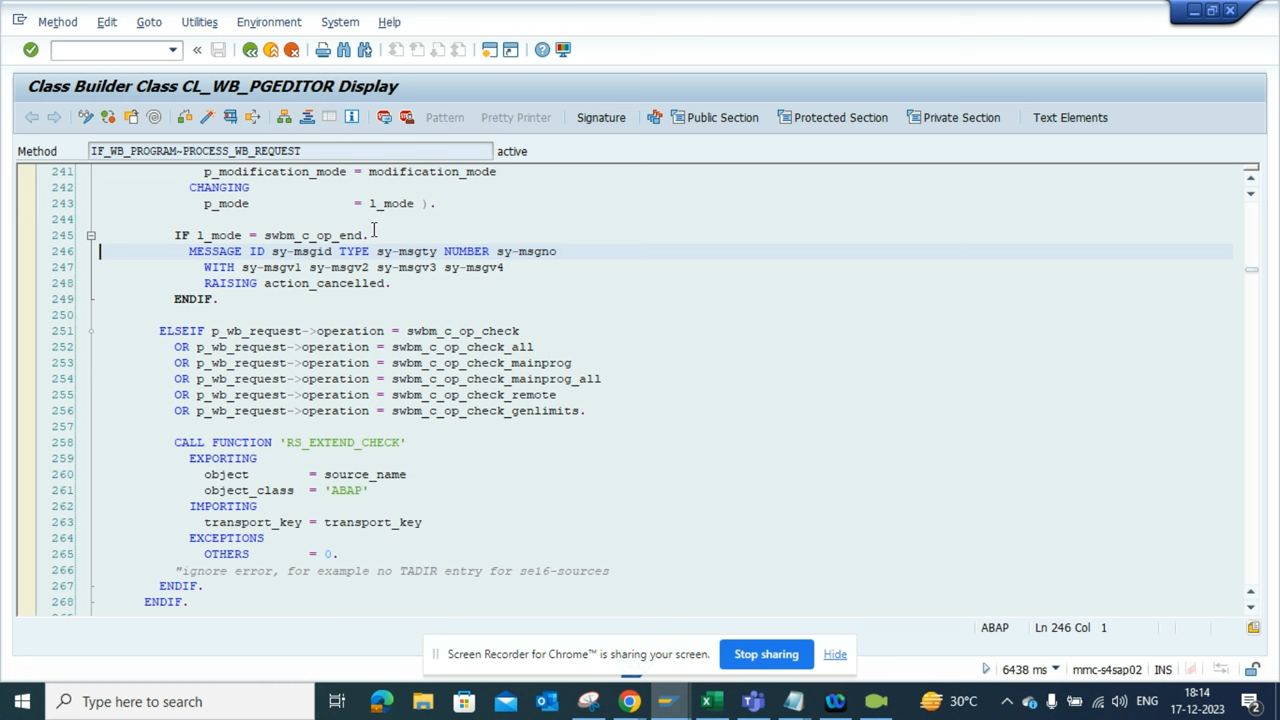 Method Edit Goto Utilities Environment System Help
Class Builder Class CL_WB_PGEDITOR Display
Pattern Pretty Printer Signature Public Section Protected Section Private Section Text Elements
Method IF_WB_PROGRAM~PROCESS_WB_REQUEST active
241 p_modification_mode = modification_mode
242 CHANGING
243 p_mode = l_mode ).
244
245 IF l_mode = swbm_c_op_end.
246 MESSAGE ID sy-msgid TYPE sy-msgty NUMBER sy-msgno
247 WITH sy-msgv1 sy-msgv2 sy-msgv3 sy-msgv4
248 RAISING action_cancelled.
249 ENDIF.
250
251 ELSEIF p_wb_request->operation = swbm_c_op_check
252 OR p_wb_request->operation = swbm_c_op_check_all
253 OR p_wb_request->operation = swbm_c_op_check_mainprog
254 OR p_wb_request->operation = swbm_c_op_check_mainprog_all
255 OR p_wb_request->operation = swbm_c_op_check_remote
256 OR p_wb_request->operation = swbm_c_op_check_genlimits.
257
258 CALL FUNCTION 'RS_EXTEND_CHECK'
259 EXPORTING
260 object = source_name
261 object_class = 'ABAP'
262 IMPORTING
263 transport_key = transport_key
264 EXCEPTIONS
265 OTHERS = 0.
266 "ignore error, for example no TADIR entry for se16-sources
267 ENDIF.
268 ENDIF.
ABAP Ln 246 Col 1
Screen Recorder for Chrome™ is sharing your screen. Stop sharing Hide
6438 ms mmc-s4sap02 INS
Type here to search 30°C ENG 18:14
17-12-2023 2